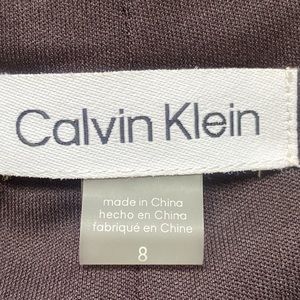 Calvin Klein
made in China
hecho en China
fabriqué en Chine
8